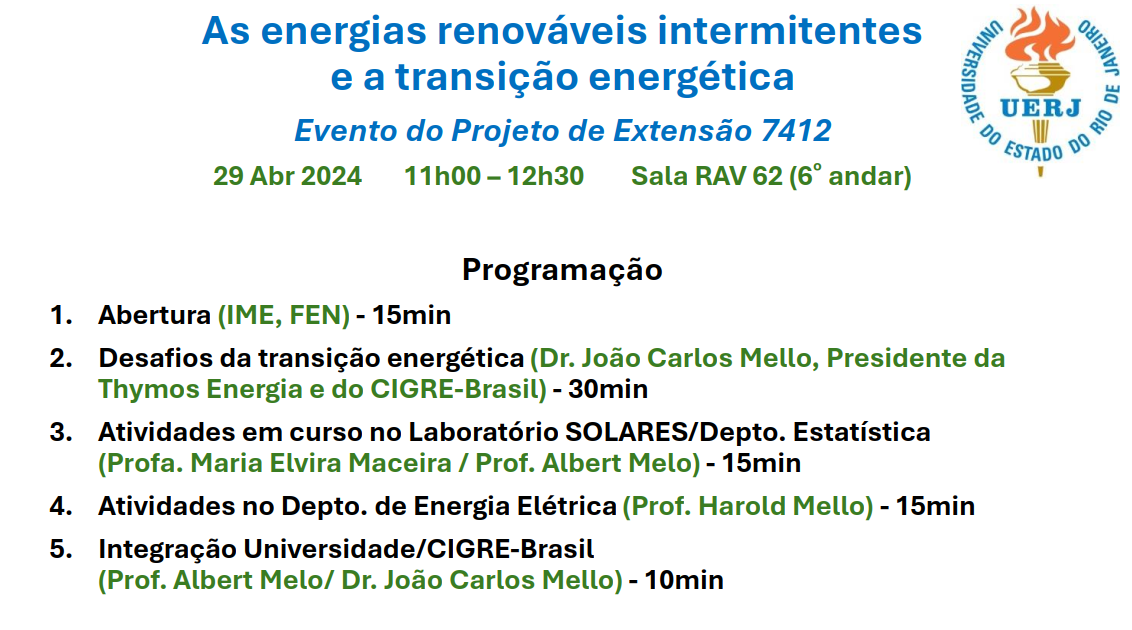 As energias renováveis intermitentes
e a transição energética
Evento do Projeto de Extensão 7412
29 Abr 2024 11h00 – 12h30 Sala RAV 62 (6º andar)
UNIVERSIDADE DO ESTADO DO RIO DE JANEIRO
UERJ
Programação
1. Abertura (IME, FEN) - 15min
2. Desafios da transição energética (Dr. João Carlos Mello, Presidente da
Thymos Energia e do CIGRE-Brasil) - 30min
3. Atividades em curso no Laboratório SOLARES/Depto. Estatística
(Profa. Maria Elvira Maceira / Prof. Albert Melo) - 15min
4. Atividades no Depto. de Energia Elétrica (Prof. Harold Mello) - 15min
5. Integração Universidade/CIGRE-Brasil
(Prof. Albert Melo/ Dr. João Carlos Mello) - 10min